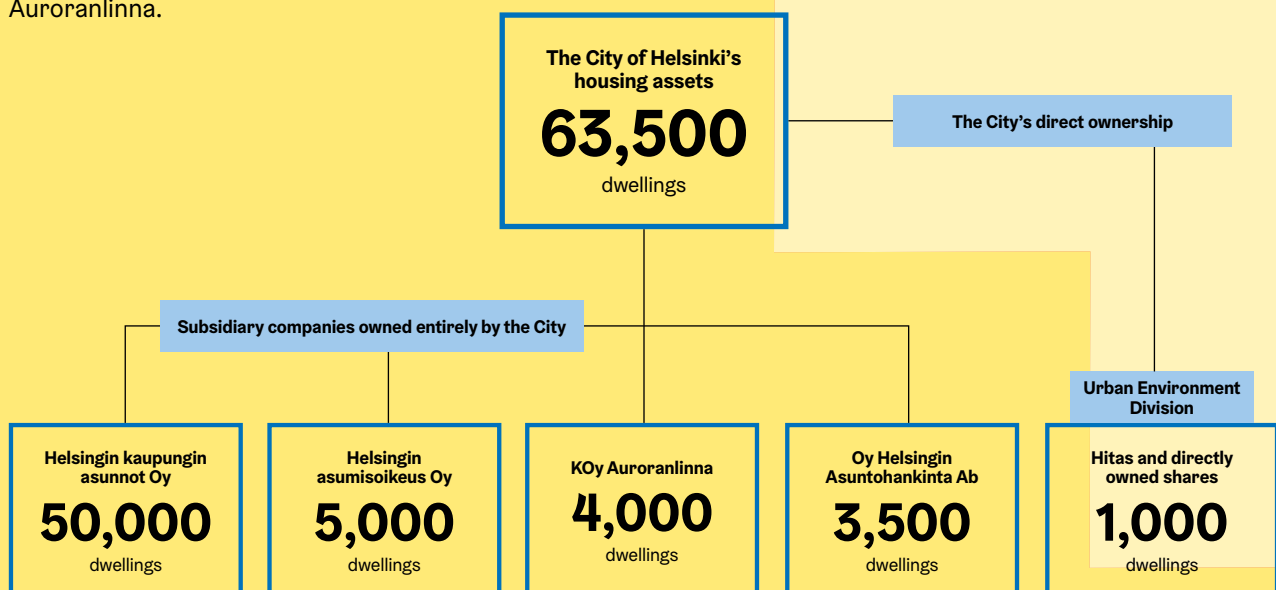 Auroranlinna.
The City of Helsinki’s
housing assets
63,500
dwellings
The City’s direct ownership
Subsidiary companies owned entirely by the City
Urban Environment
Division
Helsingin kaupungin
asunnot Oy
50,000
dwellings
Helsingin
asumisoikeus Oy
5,000
dwellings
KOy Auroranlinna
4,000
dwellings
Oy Helsingin
Asuntohankinta Ab
3,500
dwellings
Hitas and directly
owned shares
1,000
dwellings